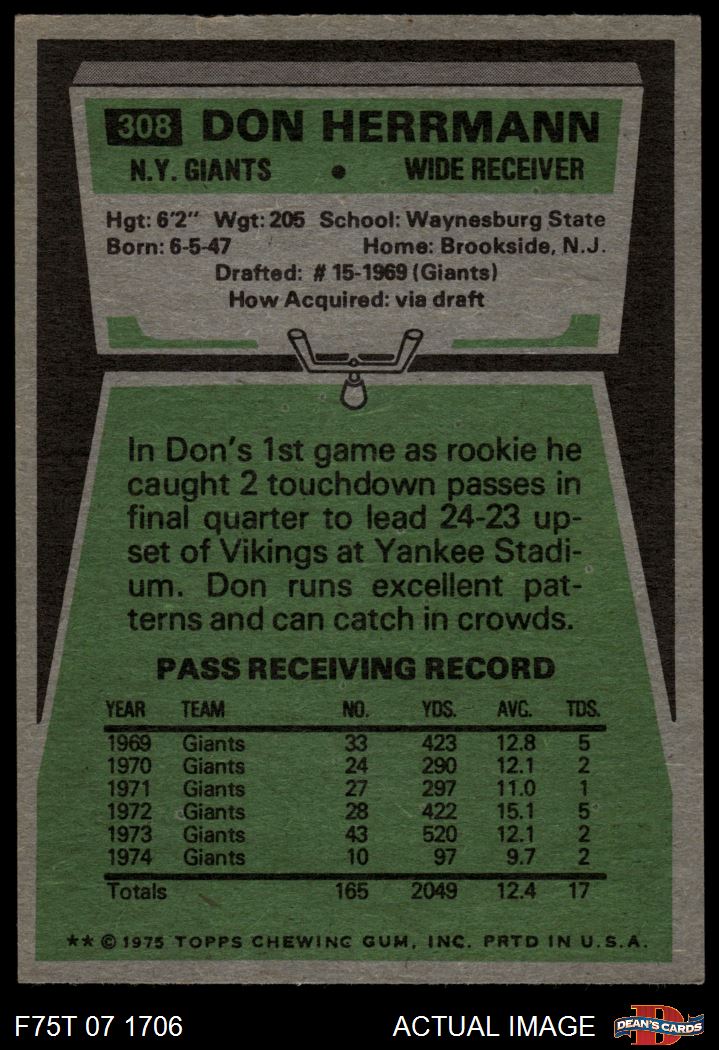 308 DON HERRMANN
N.Y. GIANTS • WIDE RECEIVER
Hgt: 6'2" Wgt: 205 School: Waynesburg State
Born: 6-5-47 Home: Brookside, N.J.
Drafted: # 15-1969 (Giants)
How Acquired: via draft
In Don's 1st game as rookie he
caught 2 touchdown passes in
final quarter to lead 24-23 up-
set of Vikings at Yankee Stadi-
um. Don runs excellent pat-
terns and can catch in crowds.
PASS RECEIVING RECORD
YEAR TEAM NO. YDS. AVG. TDS.
1969 Giants 33 423 12.8 5
1970 Giants 24 290 12.1 2
1971 Giants 27 297 11.0 1
1972 Giants 28 422 15.1 5
1973 Giants 43 520 12.1 2
1974 Giants 10 97 9.7 2
Totals 165 2049 12.4 17
** © 1975 TOPPS CHEWING GUM, INC. PRTD IN U.S.A.
F75T 07 1706 ACTUAL IMAGE D DEAN'S CARDS